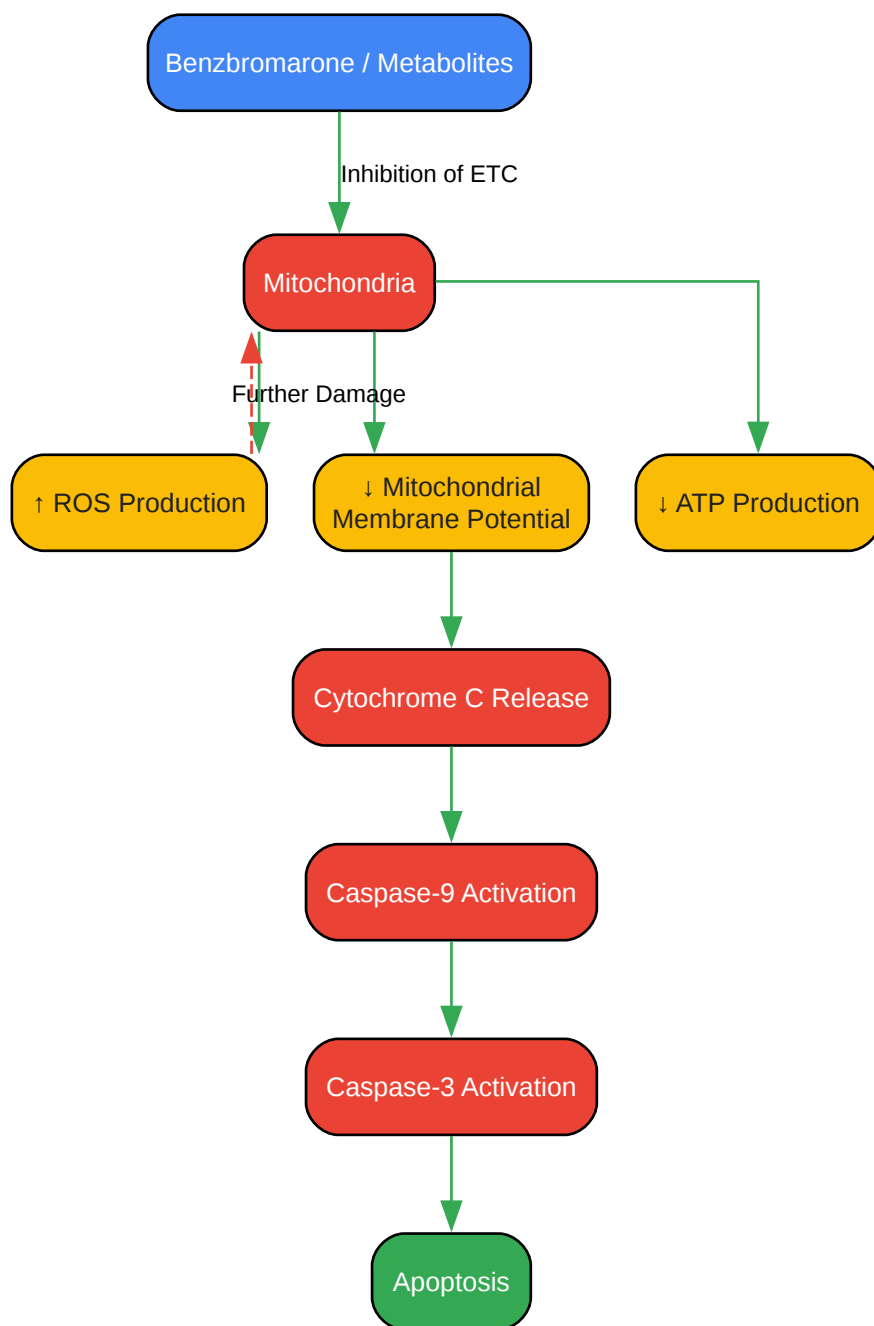 Benzbromarone / Metabolites
Inhibition of ETC
Mitochondria
Further Damage
↑ ROS Production
↓ Mitochondrial
Membrane Potential
↓ ATP Production
Cytochrome C Release
Caspase-9 Activation
Caspase-3 Activation
Apoptosis